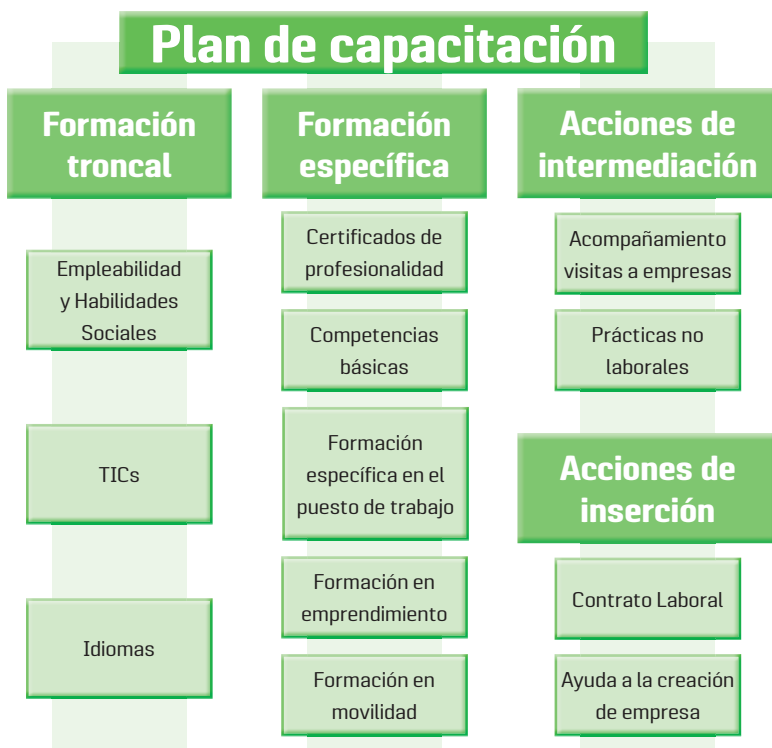 Plan de capacitación
Formación
troncal
Empleabilidad
y Habilidades
Sociales
TICs
Idiomas
Formación
específica
Certificados de
profesionalidad
Competencias
básicas
Formación
específica en el
puesto de trabajo
Formación en
emprendimiento
Formación en
movilidad
Acciones de
intermediación
Acompañamiento
visitas a empresas
Prácticas no
laborales
Acciones de
inserción
Contrato Laboral
Ayuda a la creación
de empresa